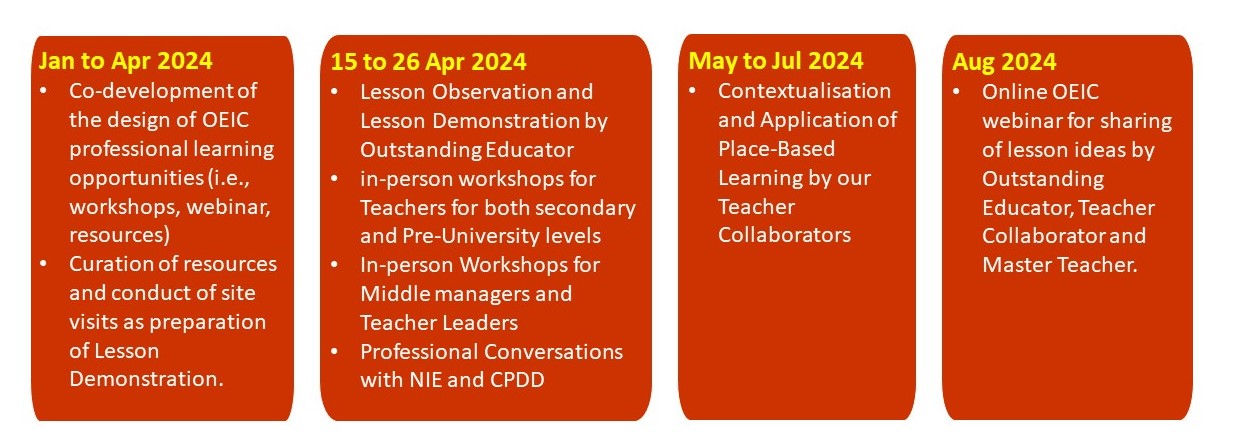 Jan to Apr 2024
• Co-development of
the design of OEIC
professional learning
opportunities (i.e.,
workshops, webinar,
resources)
• Curation of resources
and conduct of site
visits as preparation
of Lesson
Demonstration.
15 to 26 Apr 2024
• Lesson Observation and
Lesson Demonstration by
Outstanding Educator
• in-person workshops for
Teachers for both secondary
and Pre-University levels
• In-person Workshops for
Middle managers and
Teacher Leaders
• Professional Conversations
with NIE and CPDD
May to Jul 2024
• Contextualisation
and Application of
Place-Based
Learning by our
Teacher
Collaborators
Aug 2024
• Online OEIC
webinar for sharing
of lesson ideas by
Outstanding
Educator, Teacher
Collaborator and
Master Teacher.